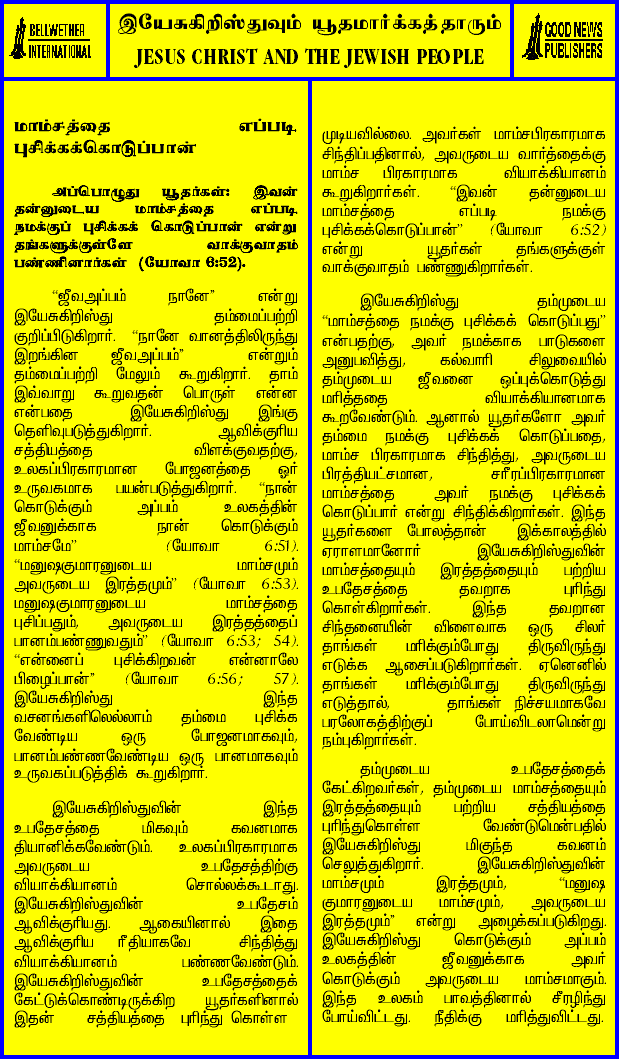 BELLWETHER
INTERNATIONAL
இயேசுகிறிஸ்துவும் யூதமார்க்கத்தாரும்
JESUS CHRIST AND THE JEWISH PEOPLE
GOOD NEWS
PUBLISHERS
மாம்சத்தை எப்படி
புசிக்கக்கொடுப்பான்
அப்பொழுது யூதர்கள்: இவன்
தன்னுடைய மாம்சத்தை எப்படி
நமக்குப் புசிக்கக் கொடுப்பான் என்று
தங்களுக்குள்ளே வாக்குவாதம்
பண்ணினார்கள் (யோவா 6:52).
“ஜீவஅப்பம் நானே” என்று
இயேசுகிறிஸ்து தம்மைப்பற்றி
குறிப்பிடுகிறார். “நானே வானத்திலிருந்து
இறங்கின ஜீவஅப்பம்” என்றும்
தம்மைப்பற்றி மேலும் கூறுகிறார். தாம்
இவ்வாறு கூறுவதன் பொருள் என்ன
என்பதை இயேசுகிறிஸ்து இங்கு
தெளிவுபடுத்துகிறார். ஆவிக்குரிய
சத்தியத்தை விளக்குவதற்கு,
உலகப்பிரகாரமான போஜனத்தை ஓர்
உருவகமாக பயன்படுத்துகிறார். “நான்
கொடுக்கும் அப்பம் உலகத்தின்
ஜீவனுக்காக நான் கொடுக்கும்
மாம்சமே” (யோவா 6:51).
“மனுஷகுமாரனுடைய மாம்சமும்
அவருடைய இரத்தமும்” (யோவா 6:53).
மனுஷகுமாரனுடைய மாம்சத்தை
புசிப்பதும், அவருடைய இரத்தத்தைப்
பானம்பண்ணுவதும்” (யோவா 6:53; 54).
“என்னைப் புசிக்கிறவன் என்னாலே
பிழைப்பான்” (யோவா 6:56; 57).
இயேசுகிறிஸ்து இந்த
வசனங்களிலெல்லாம் தம்மை புசிக்க
வேண்டிய ஒரு போஜனமாகவும்,
பானம்பண்ணவேண்டிய ஒரு பானமாகவும்
உருவகப்படுத்திக் கூறுகிறார்.
இயேசுகிறிஸ்துவின் இந்த
உபதேசத்தை மிகவும் கவனமாக
தியானிக்கவேண்டும். உலகப்பிரகாரமாக
அவருடைய உபதேசத்திற்கு
வியாக்கியானம் சொல்லக்கூடாது.
இயேசுகிறிஸ்துவின் உபதேசம்
ஆவிக்குரியது. ஆகையினால் இதை
ஆவிக்குரிய ரீதியாகவே சிந்தித்து
வியாக்கியானம் பண்ணவேண்டும்.
இயேசுகிறிஸ்துவின் உபதேசத்தைக்
கேட்டுக்கொண்டிருக்கிற யூதர்களினால்
இதன் சத்தியத்தை புரிந்து கொள்ள
முடியவில்லை. அவர்கள் மாம்சபிரகாரமாக
சிந்திப்பதினால், அவருடைய வார்த்தைக்கு
மாம்ச பிரகாரமாக வியாக்கியானம்
கூறுகிறார்கள். “இவன் தன்னுடைய
மாம்சத்தை எப்படி நமக்கு
புசிக்கக்கொடுப்பான்” (யோவா 6:52)
என்று யூதர்கள் தங்களுக்குள்
வாக்குவாதம் பண்ணுகிறார்கள்.
இயேசுகிறிஸ்து தம்முடைய
“மாம்சத்தை நமக்கு புசிக்கக் கொடுப்பது”
என்பதற்கு, அவர் நமக்காக பாடுகளை
அனுபவித்து, கல்வாரி சிலுவையில்
தம்முடைய ஜீவனை ஒப்புக்கொடுத்து
மரித்ததை வியாக்கியானமாக
கூறவேண்டும். ஆனால் யூதர்களோ அவர்
தம்மை நமக்கு புசிக்கக் கொடுப்பதை,
மாம்ச பிரகாரமாக சிந்தித்து, அவருடைய
பிரத்தியட்சமான, சரீரப்பிரகாரமான
மாம்சத்தை அவர் நமக்கு புசிக்கக்
கொடுப்பார் என்று சிந்திக்கிறார்கள். இந்த
யூதர்களை போலத்தான் இக்காலத்தில்
ஏராளமானோர் இயேசுகிறிஸ்துவின்
மாம்சத்தையும் இரத்தத்தையும் பற்றிய
உபதேசத்தை தவறாக புரிந்து
கொள்கிறார்கள். இந்த தவறான
சிந்தனையின் விளைவாக ஒரு சிலர்
தாங்கள் மரிக்கும்போது திருவிருந்து
எடுக்க ஆசைப்படுகிறார்கள். ஏனெனில்
தாங்கள் மரிக்கும்போது திருவிருந்து
எடுத்தால், தாங்கள் நிச்சயமாகவே
பரலோகத்திற்குப் போய்விடலாமென்று
நம்புகிறார்கள்.
தம்முடைய உபதேசத்தைக்
கேட்கிறவர்கள், தம்முடைய மாம்சத்தையும்
இரத்தத்தையும் பற்றிய சத்தியத்தை
புரிந்துகொள்ள வேண்டுமென்பதில்
இயேசுகிறிஸ்து மிகுந்த கவனம்
செலுத்துகிறார். இயேசுகிறிஸ்துவின்
மாம்சமும் இரத்தமும், “மனுஷ
குமாரனுடைய மாம்சமும், அவருடைய
இரத்தமும்” என்று அழைக்கப்படுகிறது.
இயேசுகிறிஸ்து கொடுக்கும் அப்பம்
உலகத்தின் ஜீவனுக்காக அவர்
கொடுக்கும் அவருடைய மாம்சமாகும்.
இந்த உலகம் பாவத்தினால் சீரழிந்து
போய்விட்டது. நீதிக்கு மரித்துவிட்டது.